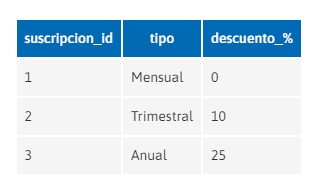 suscripcion_id tipo descuento_%
1 Mensual 0
2 Trimestral 10
3 Anual 25